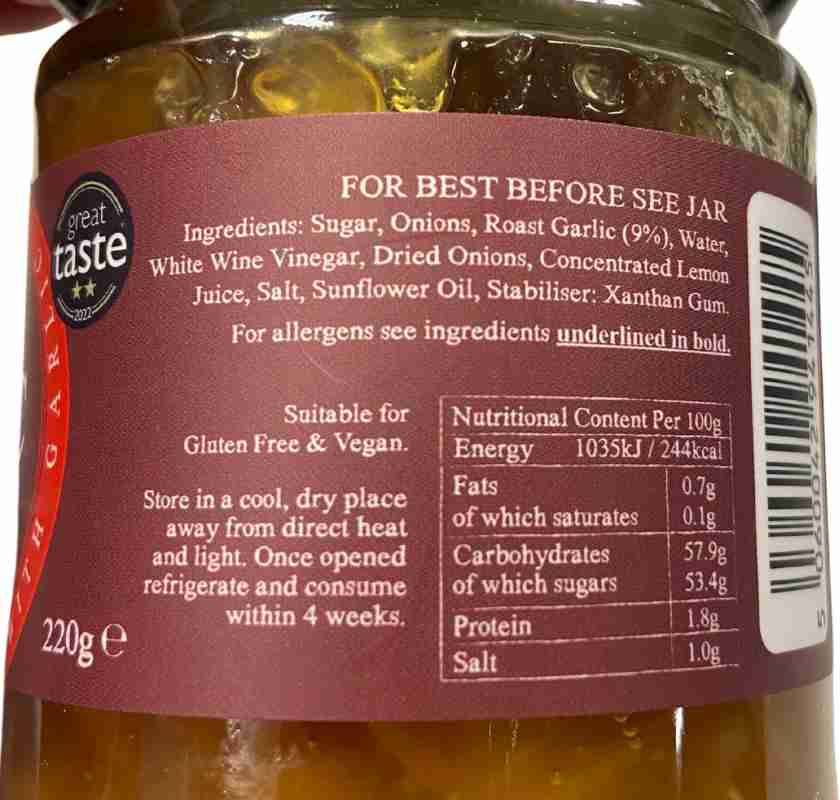 great
taste
2022
WITH GARLIC
FOR BEST BEFORE SEE JAR
Ingredients: Sugar, Onions, Roast Garlic (9%), Water,
White Wine Vinegar, Dried Onions, Concentrated Lemon
Juice, Salt, Sunflower Oil, Stabiliser: Xanthan Gum.
For allergens see ingredients underlined in bold.
Suitable for
Gluten Free & Vegan.
Store in a cool, dry place
away from direct heat
and light. Once opened
refrigerate and consume
within 4 weeks.
220g e
Nutritional Content Per 100g
Energy 1035kJ / 244kcal
Fats 0.7g
of which saturates 0.1g
Carbohydrates 57.9g
of which sugars 53.4g
Protein 1.8g
Salt 1.0g